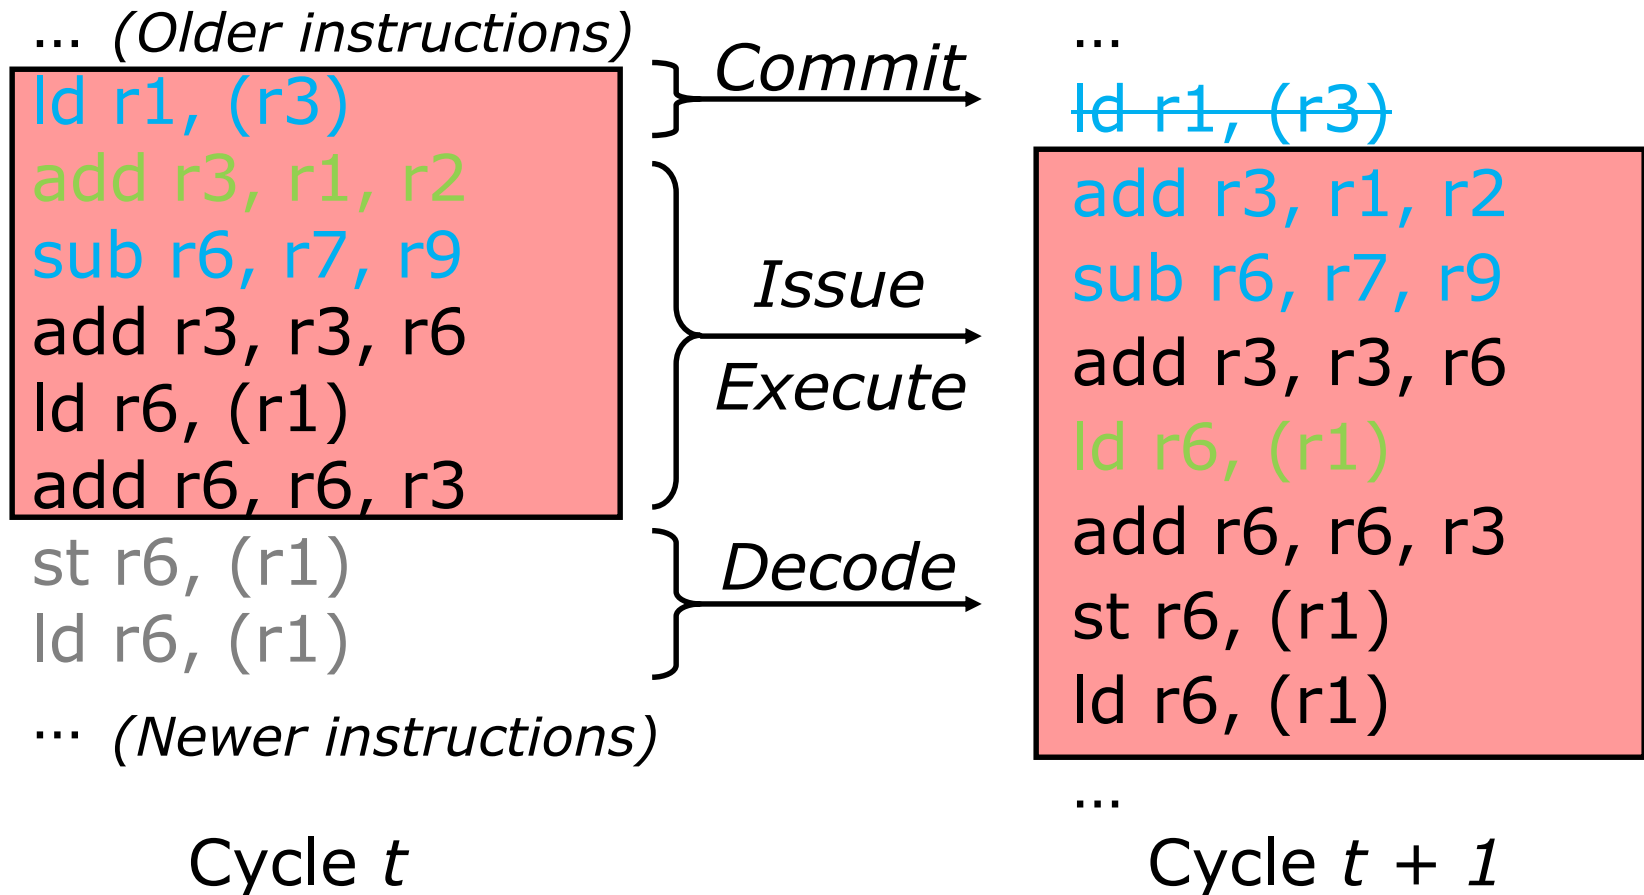 ... (Older instructions)
ld r1, (r3)
add r3, r1, r2
sub r6, r7, r9
add r3, r3, r6
ld r6, (r1)
add r6, r6, r3
st r6, (r1)
ld r6, (r1)
... (Newer instructions)
Cycle t
Commit
Issue
Execute
Decode
...
ld r1, (r3)
add r3, r1, r2
sub r6, r7, r9
add r3, r3, r6
ld r6, (r1)
add r6, r6, r3
st r6, (r1)
ld r6, (r1)
...
Cycle t + 1